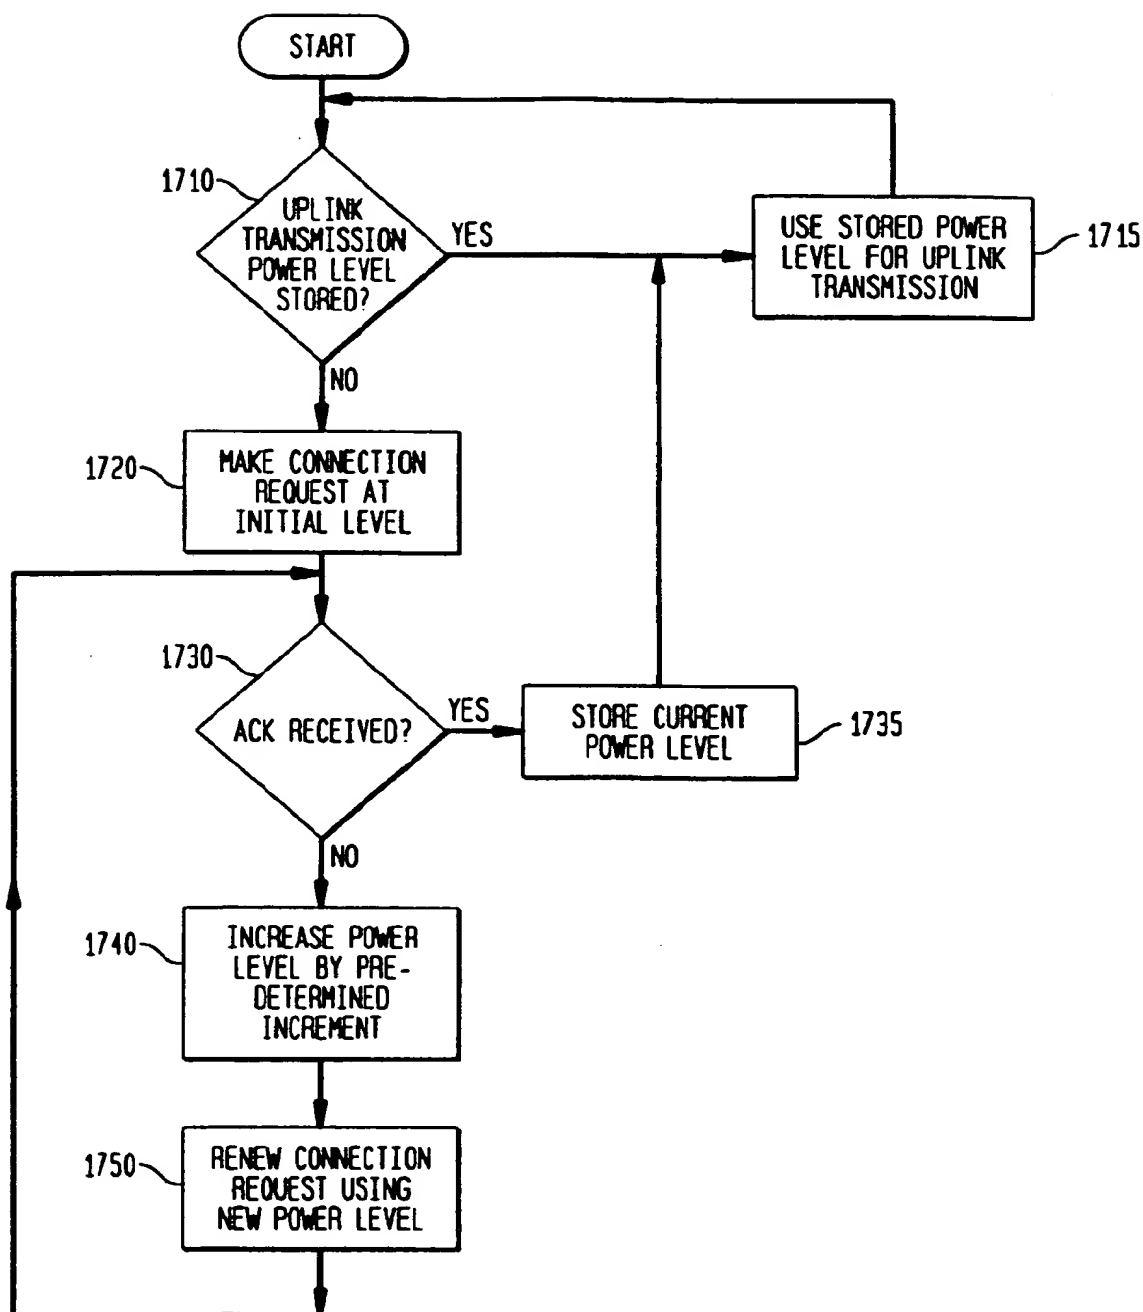 START
1710
UPLINK
TRANSMISSION
POWER LEVEL
STORED?
YES
USE STORED POWER
LEVEL FOR UPLINK
TRANSMISSION
1715
NO
1720
MAKE CONNECTION
REQUEST AT
INITIAL LEVEL
1730
ACK RECEIVED?
YES
STORE CURRENT
POWER LEVEL
1735
NO
1740
INCREASE POWER
LEVEL BY PRE-
DETERMINED
INCREMENT
1750
RENEW CONNECTION
REQUEST USING
NEW POWER LEVEL